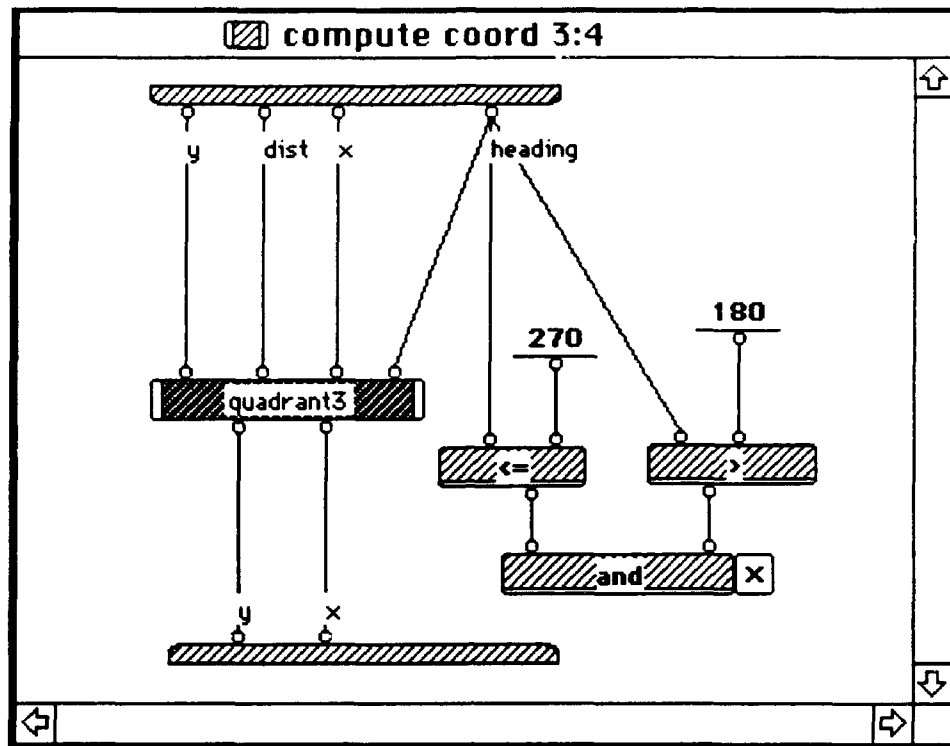 compute coord 3:4
y dist x heading
180
270
quadrant3
<= >
and x
y x